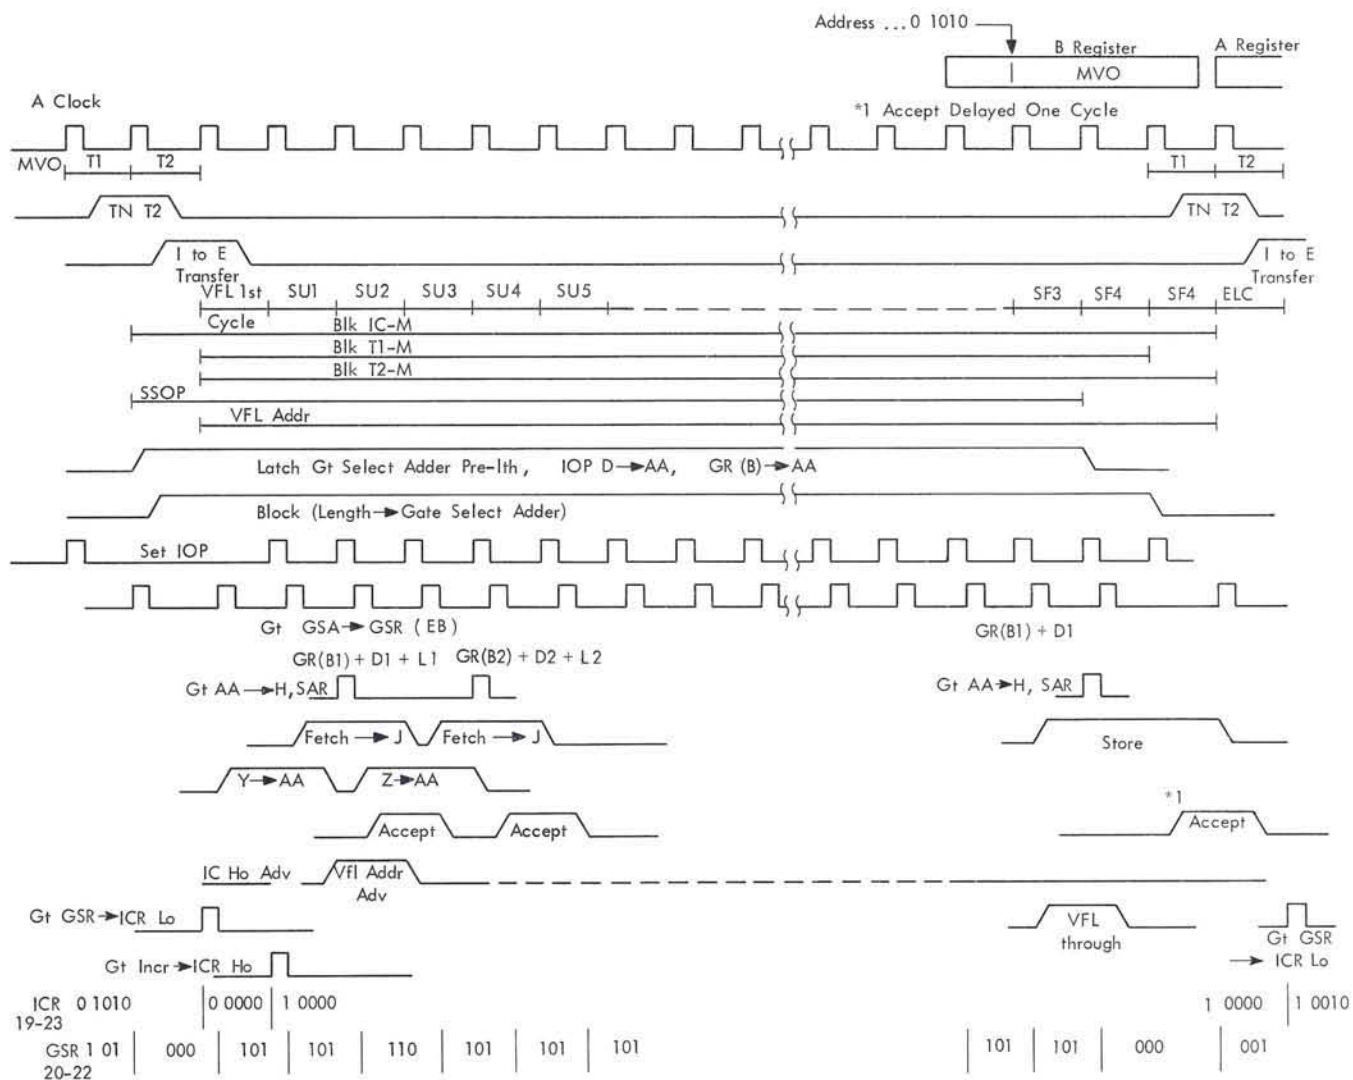 Address ...0 1010
B Register
A Register
MVO
A Clock
*1 Accept Delayed One Cycle
MVO T1 T2 T1 T2
TN T2 TN T2
I to E Transfer
I to E Transfer
VFL 1st Cycle SU1 SU2 SU3 SU4 SU5 SF3 SF4 SF4 ELC
Blk IC-M
Blk T1-M
Blk T2-M
SSOP
VFL Addr
Latch Gt Select Adder Pre-lth, IOP D→AA, GR (B)→AA
Block (Length→Gate Select Adder)
Set IOP
Gt GSA→GSR (EB)
GR(B1) + D1
GR(B1) + D1 + L1 GR(B2) + D2 + L2
Gt AA→H, SAR Gt AA→H, SAR
Fetch → J Fetch → J Store
Y→AA Z→AA
*1
Accept Accept Accept
IC Ho Adv Vfl Addr Adv
Gt GSR→ICR Lo VFL through Gt GSR → ICR Lo
Gt Incr→ICR Ho
ICR 0 1010 0 0000 1 0000 1 0000 1 0010
19-23
GSR 1 01 000 101 101 110 101 101 101 101 101 000 001
20-22